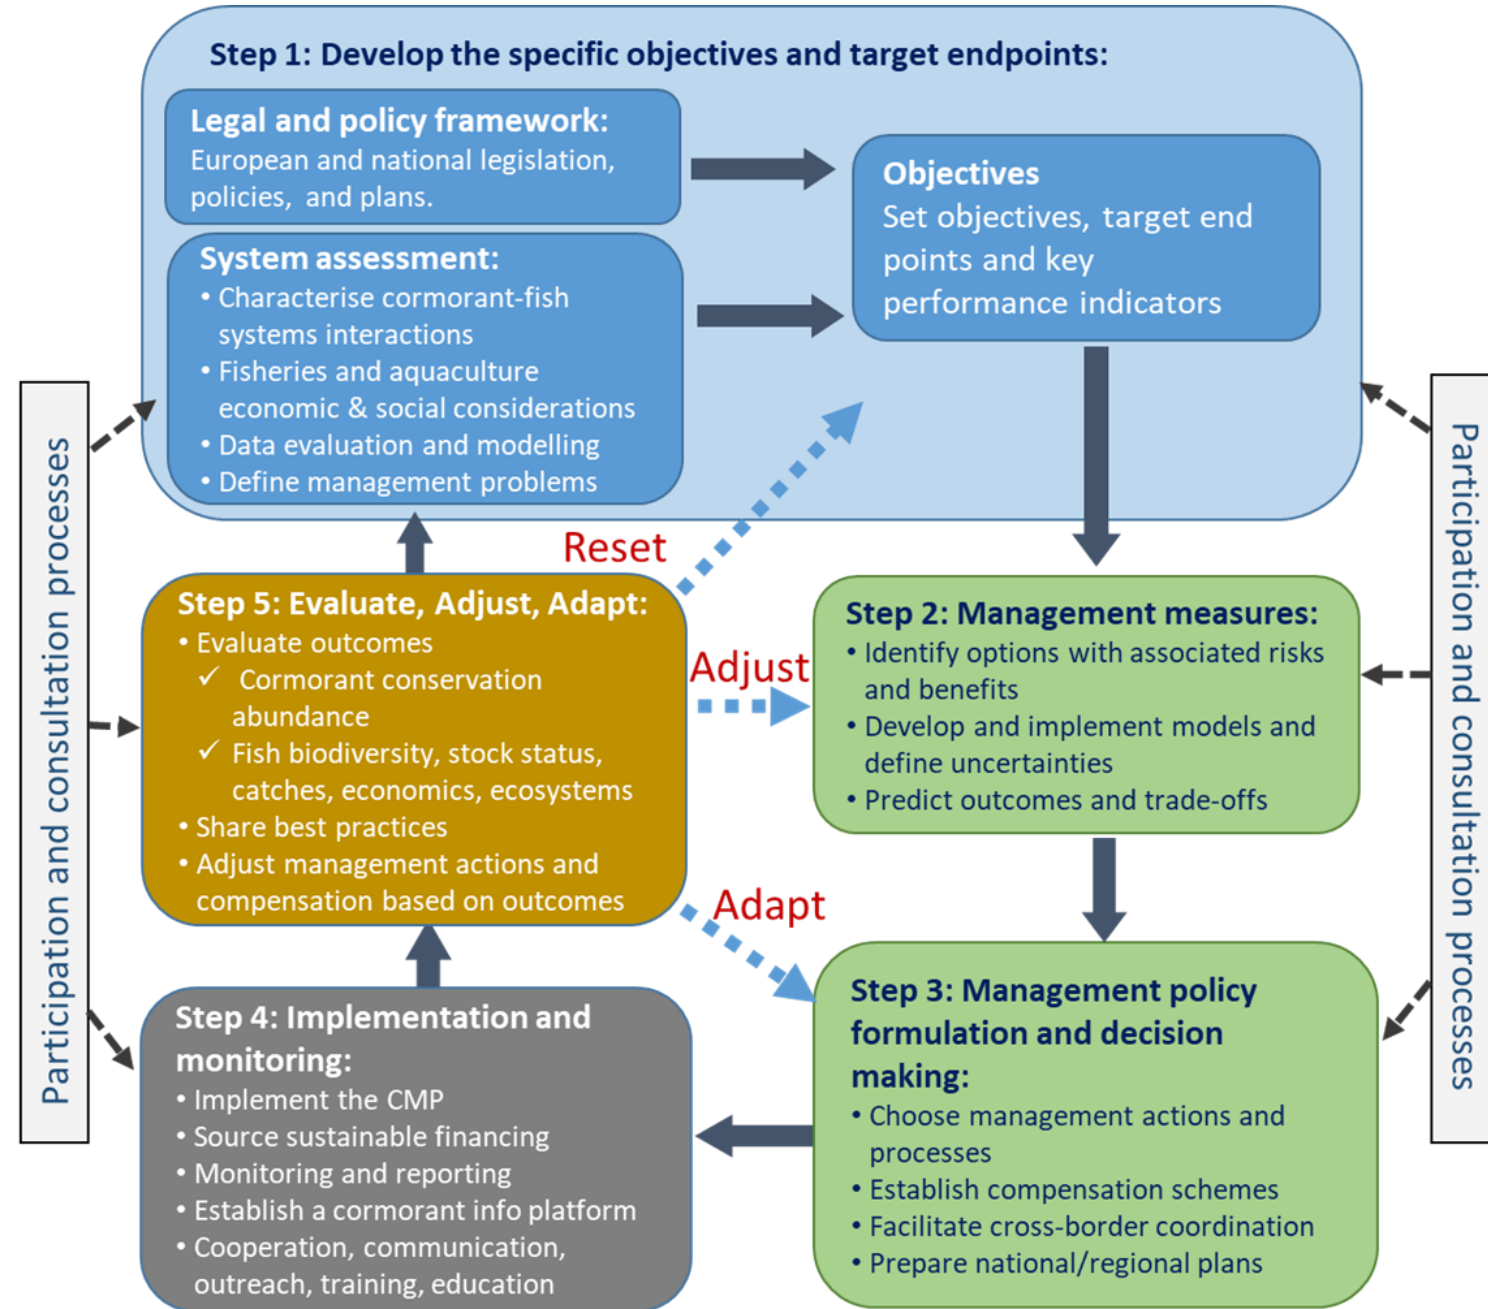 Step 1: Develop the specific objectives and target endpoints:
Legal and policy framework:
European and national legislation,
policies, and plans.
System assessment:
• Characterise cormorant-fish
systems interactions
• Fisheries and aquaculture
economic & social considerations
• Data evaluation and modelling
• Define management problems
Objectives
Set objectives, target end
points and key
performance indicators
Participation and consultation processes
Participation and consultation processes
Reset
Adjust
Adapt
Step 2: Management measures:
• Identify options with associated risks
and benefits
• Develop and implement models and
define uncertainties
• Predict outcomes and trade-offs
Step 3: Management policy
formulation and decision
making:
• Choose management actions and
processes
• Establish compensation schemes
• Facilitate cross-border coordination
• Prepare national/regional plans
Step 4: Implementation and
monitoring:
• Implement the CMP
• Source sustainable financing
• Monitoring and reporting
• Establish a cormorant info platform
• Cooperation, communication,
outreach, training, education
Step 5: Evaluate, Adjust, Adapt:
• Evaluate outcomes
✓ Cormorant conservation
abundance
✓ Fish biodiversity, stock status,
catches, economics, ecosystems
• Share best practices
• Adjust management actions and
compensation based on outcomes